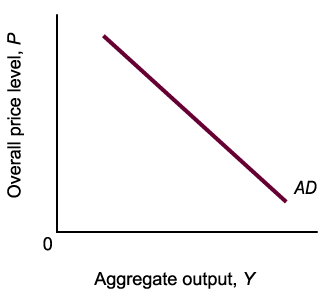 Overall price level, P
AD
0
Aggregate output, Y